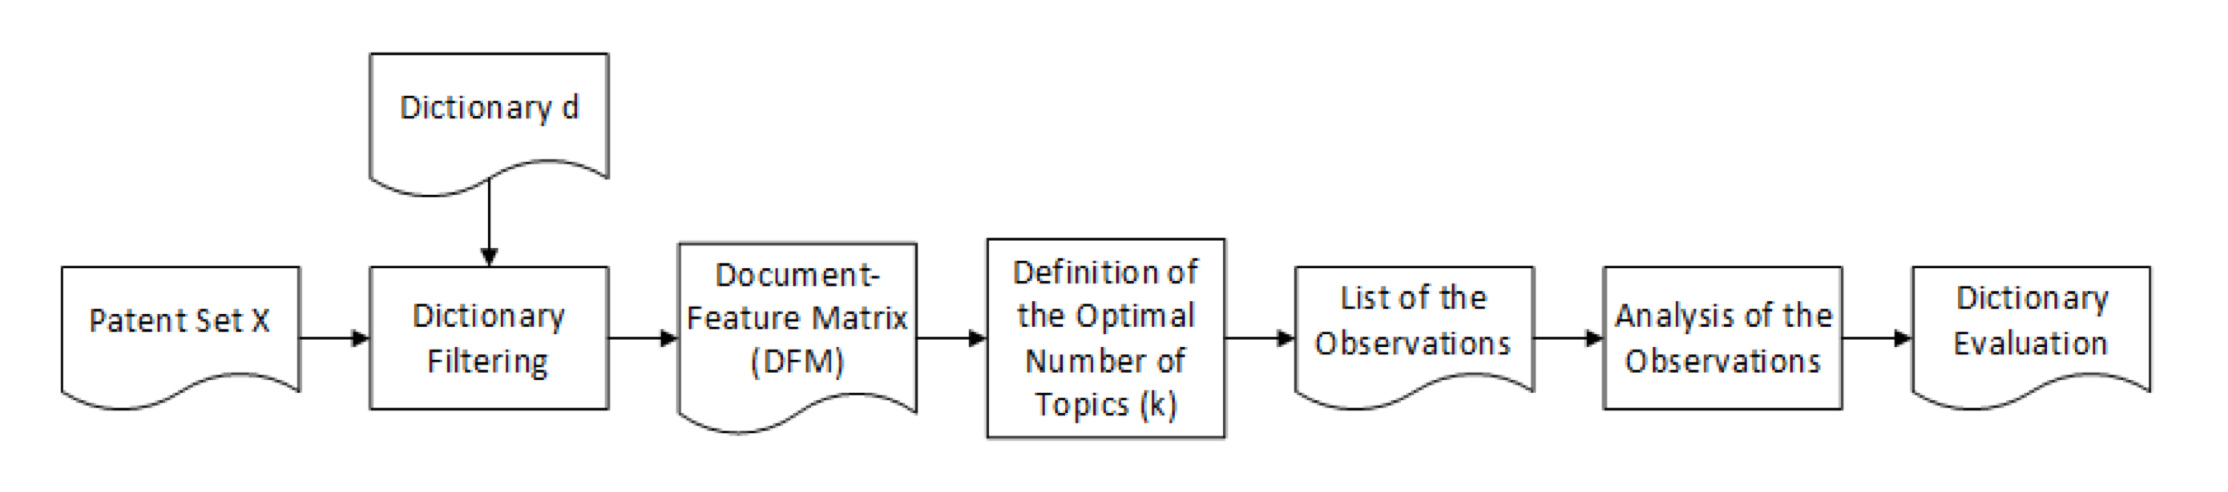 Dictionary d
Patent Set X
Dictionary
Filtering
Document-
Feature Matrix
(DFM)
Definition of
the Optimal
Number of
Topics (k)
List of the
Observations
Analysis of the
Observations
Dictionary
Evaluation